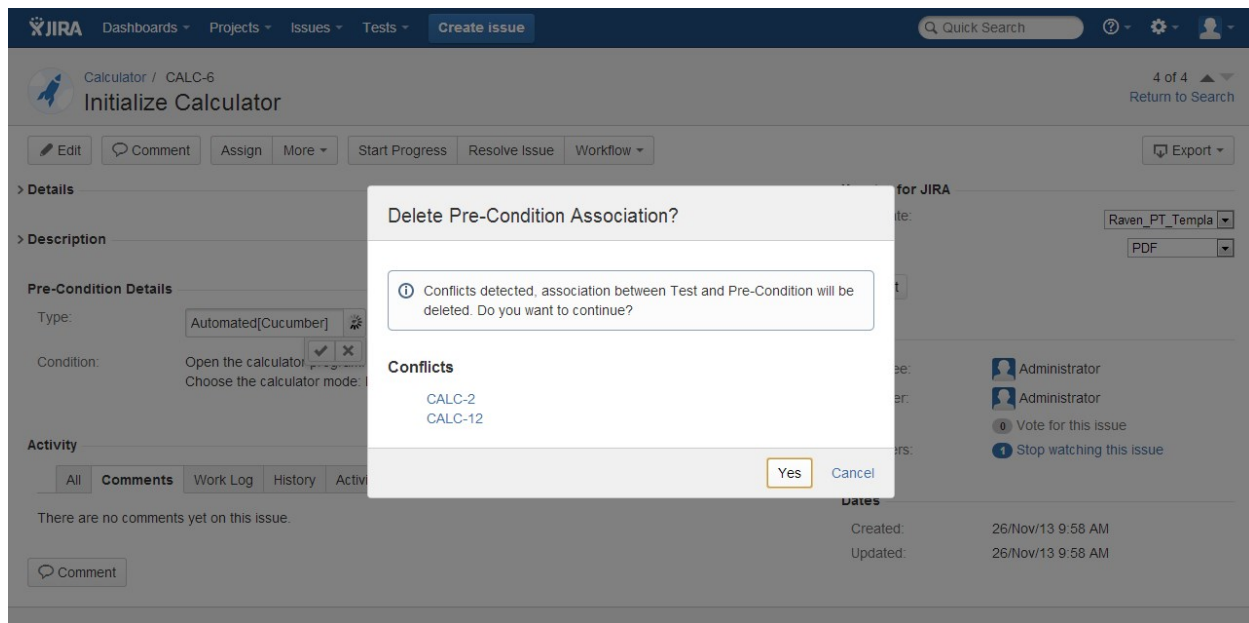 JIRA Dashboards Projects Issues Tests Create issue Quick Search
Calculator / CALC-6
4 of 4
Initialize Calculator
Return to Search
Edit Comment Assign More Start Progress Resolve Issue Workflow Export
Details
for JIRA
Raven_PT_Templa
Description
PDF
Delete Pre-Condition Association?
Conflicts detected, association between Test and Pre-Condition will be
deleted. Do you want to continue?
Conflicts
CALC-2
CALC-12
Yes Cancel
Pre-Condition Details
Type: Automated[Cucumber]
Condition: Open the calculator
Choose the calculator mode:
Administrator
Administrator
0 Vote for this issue
1 Stop watching this issue
Activity
All Comments Work Log History
There are no comments yet on this issue.
Comment
Dates
Created: 26/Nov/13 9:58 AM
Updated: 26/Nov/13 9:58 AM